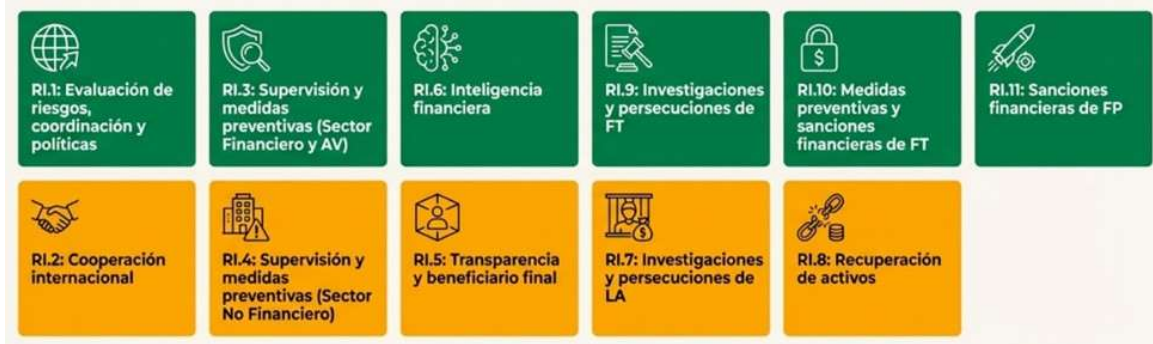 RI.1: Evaluación de
riesgos,
coordinación y
políticas
RI.3: Supervisión y
medidas
preventivas (Sector
Financiero y AV)
RI.6: Inteligencia
financiera
RI.9: Investigaciones
y persecuciones de
FT
$
RI.10: Medidas
preventivas y
sanciones
financieras de FT
RI.11: Sanciones
financieras de FP
RI.2: Cooperación
internacional
RI.4: Supervisión y
medidas
preventivas (Sector
No Financiero)
RI.5: Transparencia
y beneficiario final
$
RI.7: Investigaciones
y persecuciones de
LA
RI.8: Recuperación
de activos